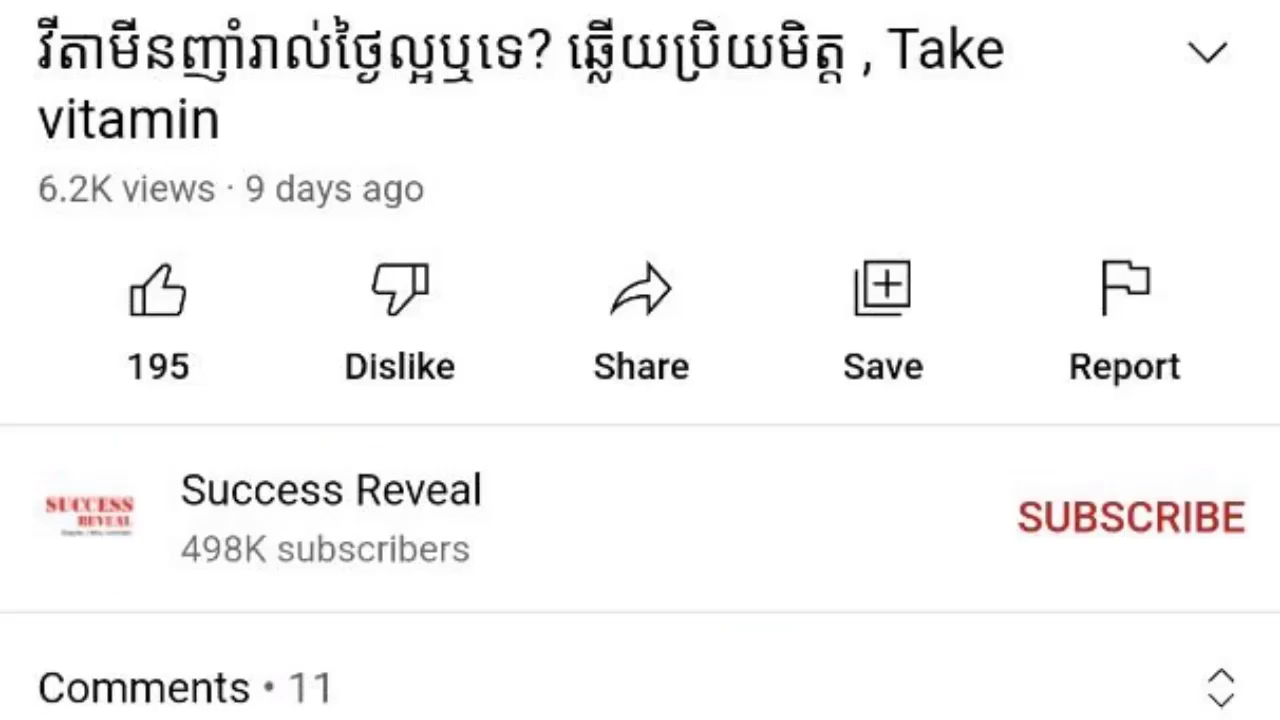 វីតាមីនញ៉ាំរាល់ថ្ងៃល្អឬទេ? ឆ្លើយប្រិយមិត្ត , Take
vitamin
6.2K views · 9 days ago
195
Dislike
Share
Save
Report
SUCCESS
REVEAL
Success Reveal
498K subscribers
SUBSCRIBE
Comments • 11